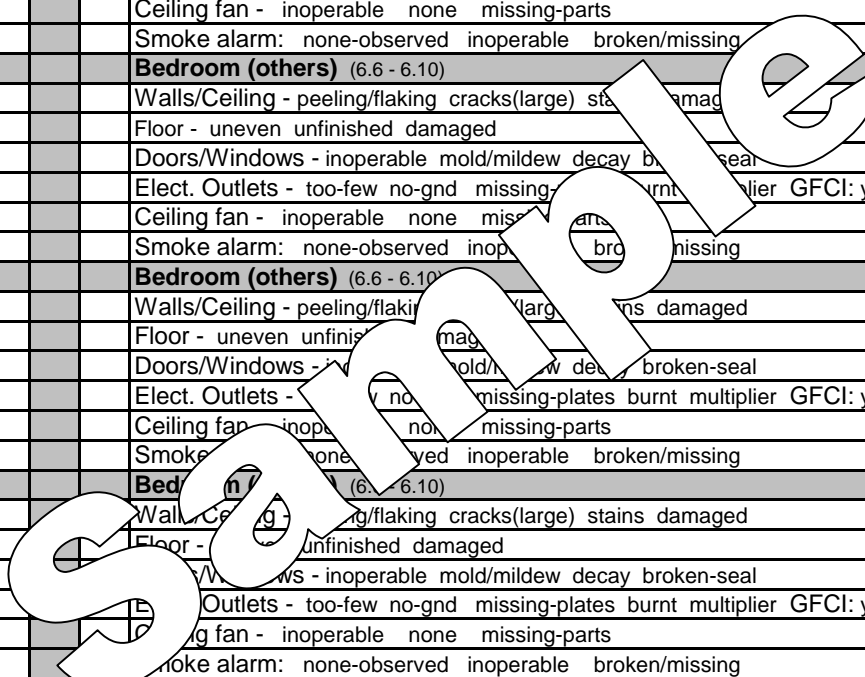 Ceiling fan - inoperable none missing-parts
Smoke alarm: none-observed inoperable broken/missing
Bedroom (others) (6.6 - 6.10)
Walls/Ceiling - peeling/flaking cracks(large)
Floor - uneven unfinished damaged
Doors/Windows - inoperable mold/mildew decay
Elect. Outlets - too-few no-gnd GFCI:
Ceiling fan - inoperable none
Smoke alarm: none-observed
Bedroom (others) (6.6 - 6.10)
Walls/Ceiling - damaged
Floor - uneven
Doors/Windows - broken-seal
Elect. Outlets - missing-plates burnt multiplier GFCI:
Ceiling fan missing-parts
Smoke inoperable broken/missing
6.10)
cracks(large) stains damaged
Floor - unfinished damaged
- inoperable mold/mildew decay broken-seal
Outlets - too-few no-gnd missing-plates burnt multiplier GFCI:
fan - inoperable none missing-parts
alarm: none-observed inoperable broken/missing
Sample